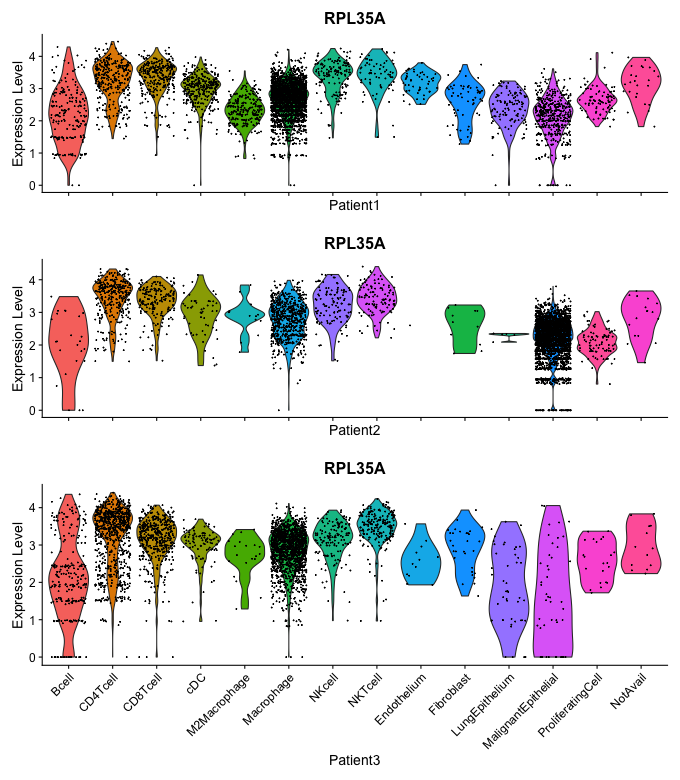 RPL35A
Expression Level
4
3
2
1
0
Patient1
RPL35A
Expression Level
4
3
2
1
0
Patient2
RPL35A
Expression Level
4
3
2
1
0
Bcell
CD4Tcell
CD8Tcell
cDC
M2Macrophage
Macrophage
NKcell
NKTcell
Endothelium
Fibroblast
LungEpithelium
MalignantEpithelial
ProliferatingCell
NotAvail
Patient3